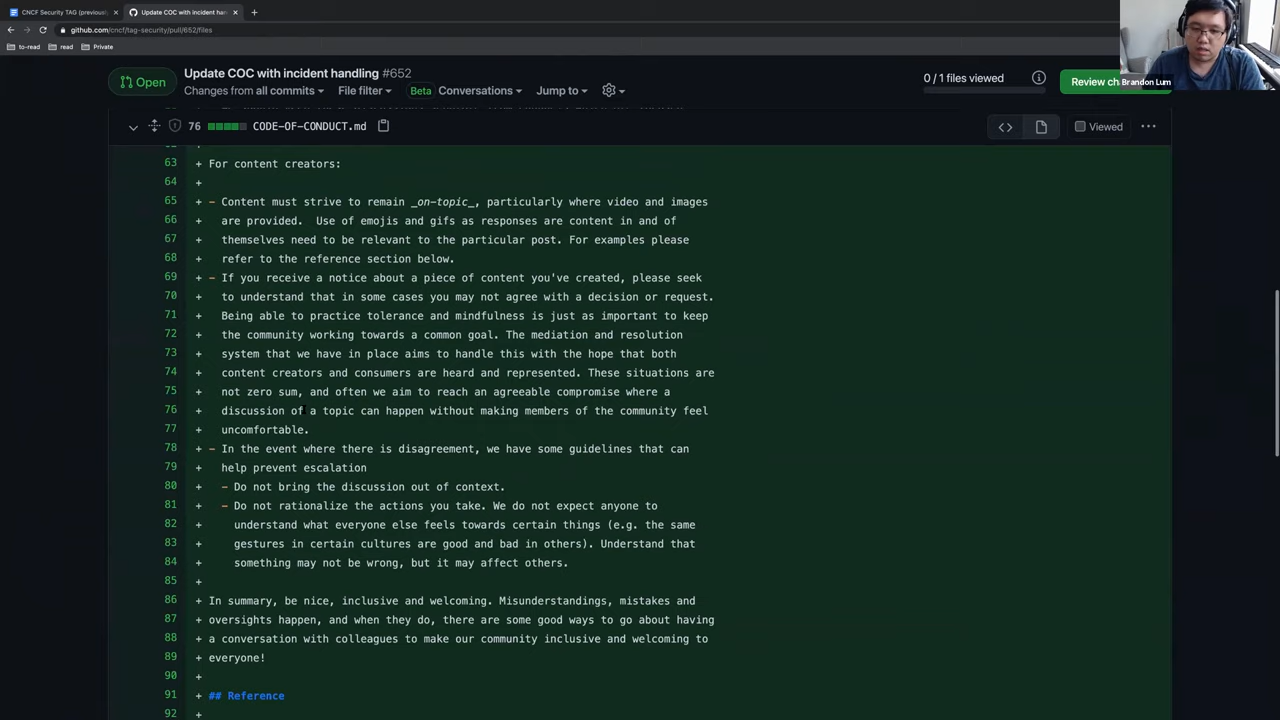 CNCF Security TAG (previous
Update COC with incident hand
github.com/cncf/tag-security/pull/652/files
to-read
read
Private
Open
Update COC with incident handling #652
Changes from all commits
File filter
Beta
Conversations
Jump to
0 / 1 files viewed
Review ch
Brandon Lum
76
CODE-OF-CONDUCT.md
Viewed
63 + For content creators:
64 +
65 + - Content must strive to remain _on-topic_, particularly where video and images
66 + are provided.  Use of emojis and gifs as responses are content in and of
67 + themselves need to be relevant to the particular post. For examples please
68 + refer to the reference section below.
69 + - If you receive a notice about a piece of content you've created, please seek
70 + to understand that in some cases you may not agree with a decision or request.
71 + Being able to practice tolerance and mindfulness is just as important to keep
72 + the community working towards a common goal. The mediation and resolution
73 + system that we have in place aims to handle this with the hope that both
74 + content creators and consumers are heard and represented. These situations are
75 + not zero sum, and often we aim to reach an agreeable compromise where a
76 + discussion of a topic can happen without making members of the community feel
77 + uncomfortable.
78 + - In the event where there is disagreement, we have some guidelines that can
79 + help prevent escalation
80 + - Do not bring the discussion out of context.
81 + - Do not rationalize the actions you take. We do not expect anyone to
82 + understand what everyone else feels towards certain things (e.g. the same
83 + gestures in certain cultures are good and bad in others). Understand that
84 + something may not be wrong, but it may affect others.
85 +
86 + In summary, be nice, inclusive and welcoming. Misunderstandings, mistakes and
87 + oversights happen, and when they do, there are some good ways to go about having
88 + a conversation with colleagues to make our community inclusive and welcoming to
89 + everyone!
90 +
91 + ## Reference
92 +